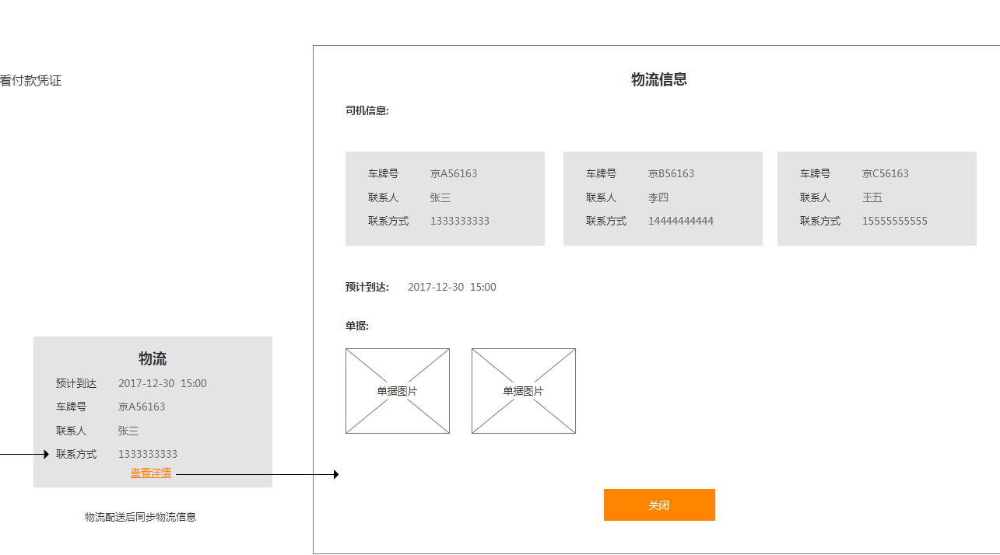 看付款凭证
物流信息
司机信息:
车牌号 京A56163
联系人 张三
联系方式 1333333333
车牌号 京B56163
联系人 李四
联系方式 14444444444
车牌号 京C56163
联系人 王五
联系方式 15555555555
预计到达: 2017-12-30 15:00
单据:
单据图片
单据图片
关闭
物流
预计到达 2017-12-30 15:00
车牌号 京A56163
联系人 张三
联系方式 1333333333
查看详情
物流配送后同步物流信息